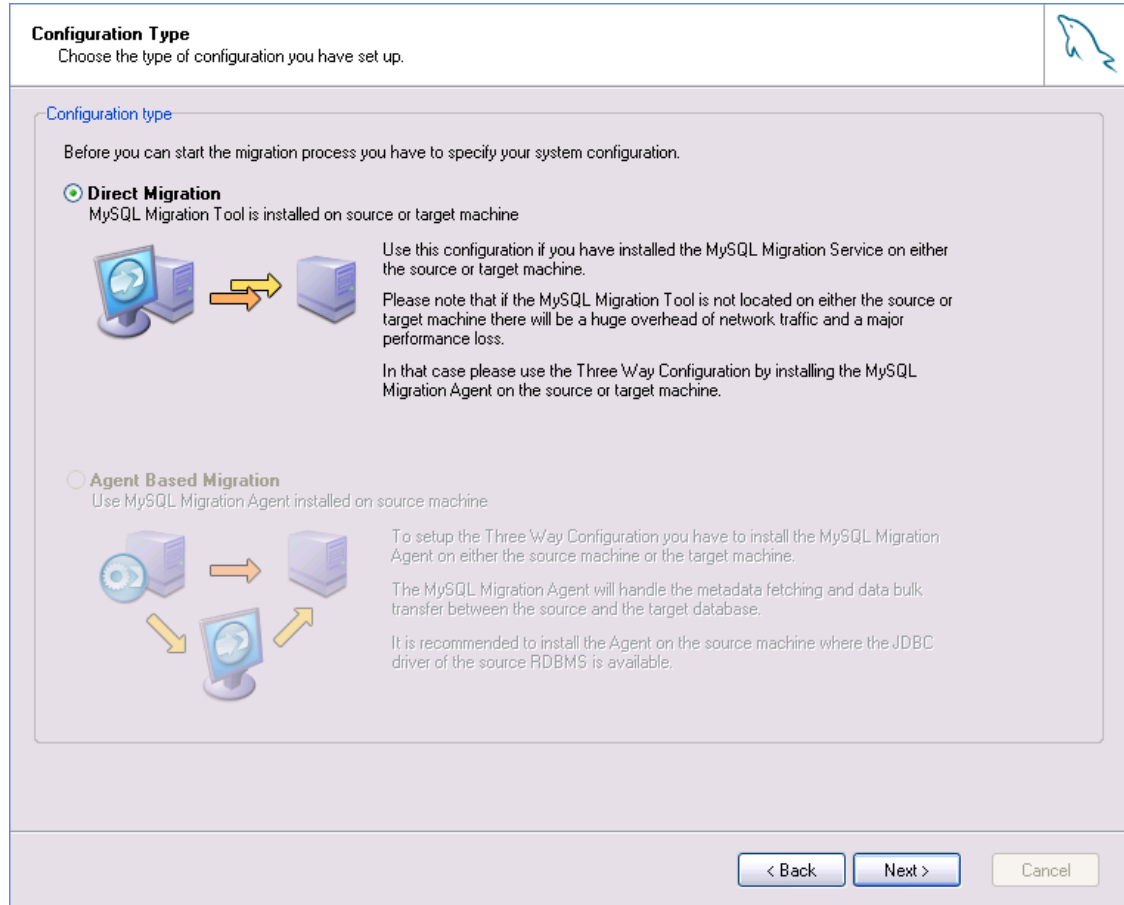 Configuration Type
Choose the type of configuration you have set up.
Configuration type
Before you can start the migration process you have to specify your system configuration.
Direct Migration
MySQL Migration Tool is installed on source or target machine
Use this configuration if you have installed the MySQL Migration Service on either
the source or target machine.
Please note that if the MySQL Migration Tool is not located on either the source or
target machine there will be a huge overhead of network traffic and a major
performance loss.
In that case please use the Three Way Configuration by installing the MySQL
Migration Agent on the source or target machine.
Agent Based Migration
Use MySQL Migration Agent installed on source machine
To setup the Three Way Configuration you have to install the MySQL Migration
Agent on either the source machine or the target machine.
The MySQL Migration Agent will handle the metadata fetching and data bulk
transfer between the source and the target database.
It is recommended to install the Agent on the source machine where the JDBC
driver of the source RDBMS is available.
< Back
Next >
Cancel